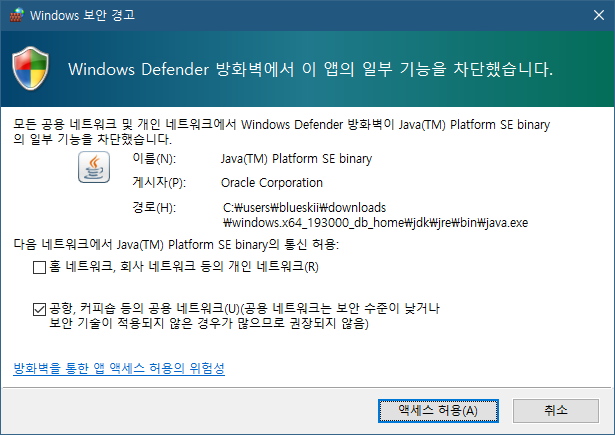 Windows 보안 경고
Windows Defender 방화벽에서 이 앱의 일부 기능을 차단했습니다.
모든 공용 네트워크 및 개인 네트워크에서 Windows Defender 방화벽이 Java(TM) Platform SE binary
의 일부 기능을 차단했습니다.
이름(N): Java(TM) Platform SE binary
게시자(P): Oracle Corporation
경로(H): C:₩users₩blueskii₩downloads
₩windows.x64_193000_db_home₩jdk₩jre₩bin₩java.exe
다음 네트워크에서 Java(TM) Platform SE binary의 통신 허용:
홈 네트워크, 회사 네트워크 등의 개인 네트워크(R)
공항, 커피숍 등의 공용 네트워크(U)(공용 네트워크는 보안 수준이 낮거나
보안 기술이 적용되지 않은 경우가 많으므로 권장되지 않음)
방화벽을 통한 앱 액세스 허용의 위험성
액세스 허용(A) 취소